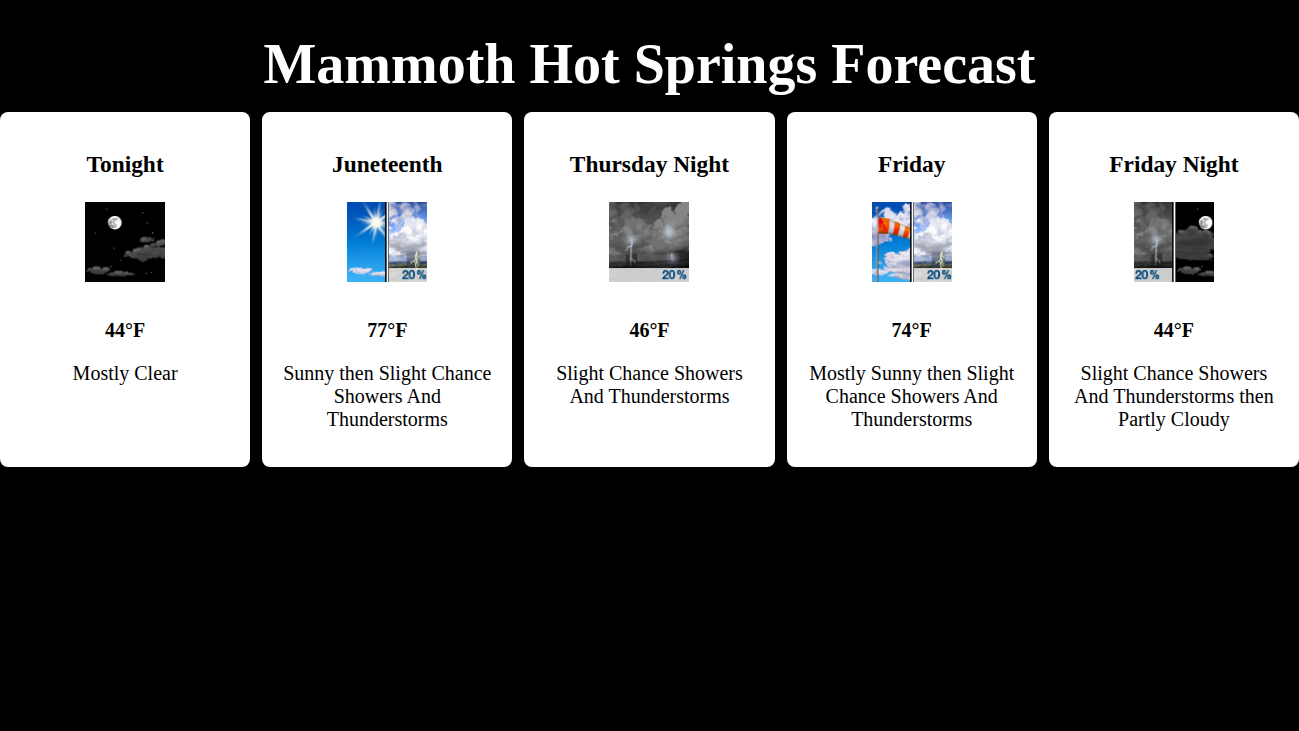 Mammoth Hot Springs Forecast
Tonight
44°F
Mostly Clear
Juneteenth
20%
77°F
Sunny then Slight Chance
Showers And
Thunderstorms
Thursday Night
20%
46°F
Slight Chance Showers
And Thunderstorms
Friday
20%
74°F
Mostly Sunny then Slight
Chance Showers And
Thunderstorms
Friday Night
20%
44°F
Slight Chance Showers
And Thunderstorms then
Partly Cloudy